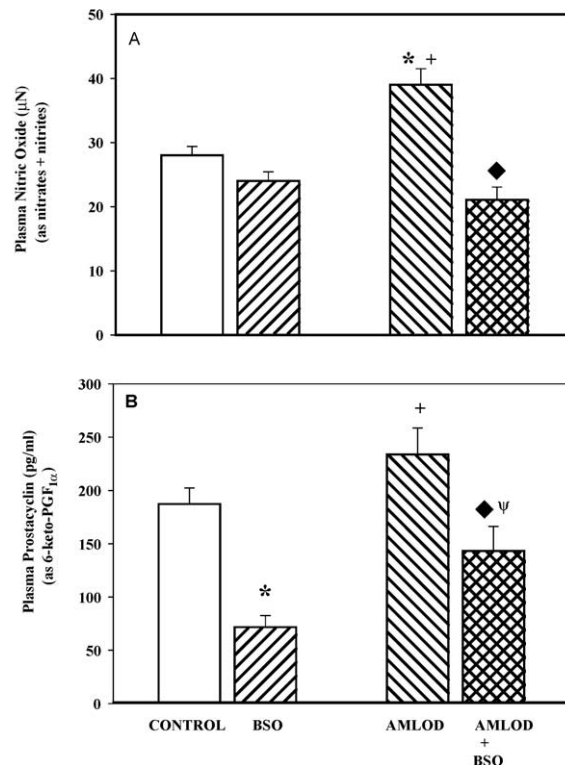 A
Plasma Nitric Oxide (µN)
(as nitrates + nitrites)
50
40
30
20
10
0
* +
◆
B
Plasma Prostacyclin (pg/ml)
(as 6-keto-PGF1α)
300
250
200
150
100
50
0
*
+
◆ ψ
CONTROL
BSO
AMLOD
AMLOD
+
BSO